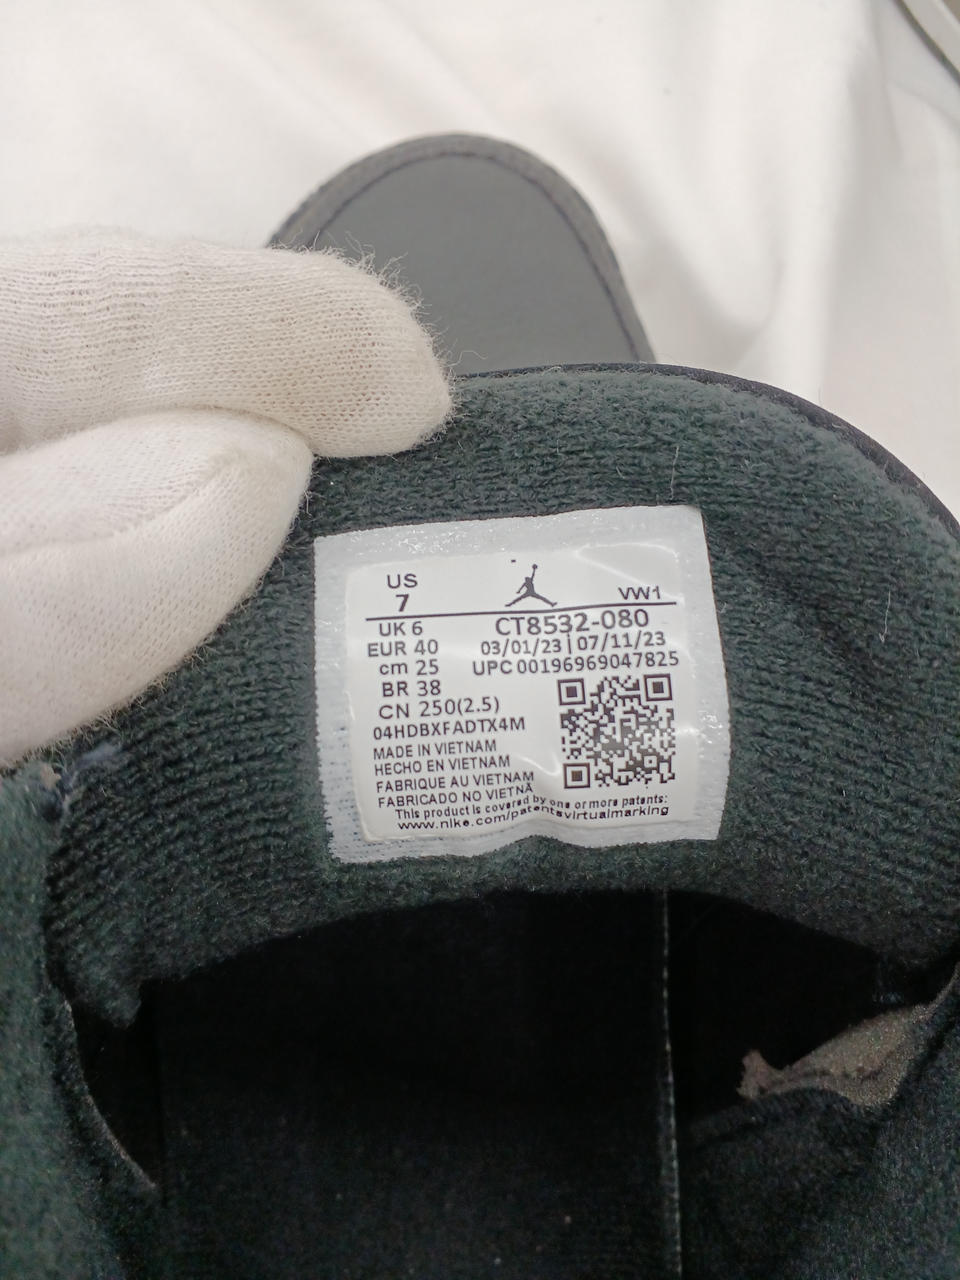 US
7
VW1
UK 6
CT8532-080
EUR 40
03/01/23 | 07/11/23
cm 25
UPC 00196969047825
BR 38
CN 250(2.5)
04HDBXFADTX4M
MADE IN VIETNAM
HECHO EN VIETNAM
FABRIQUE AU VIETNAM
FABRICADO NO VIETNÃ
This product is covered by one or more patents:
www.nike.com/patentsvirtualmarking